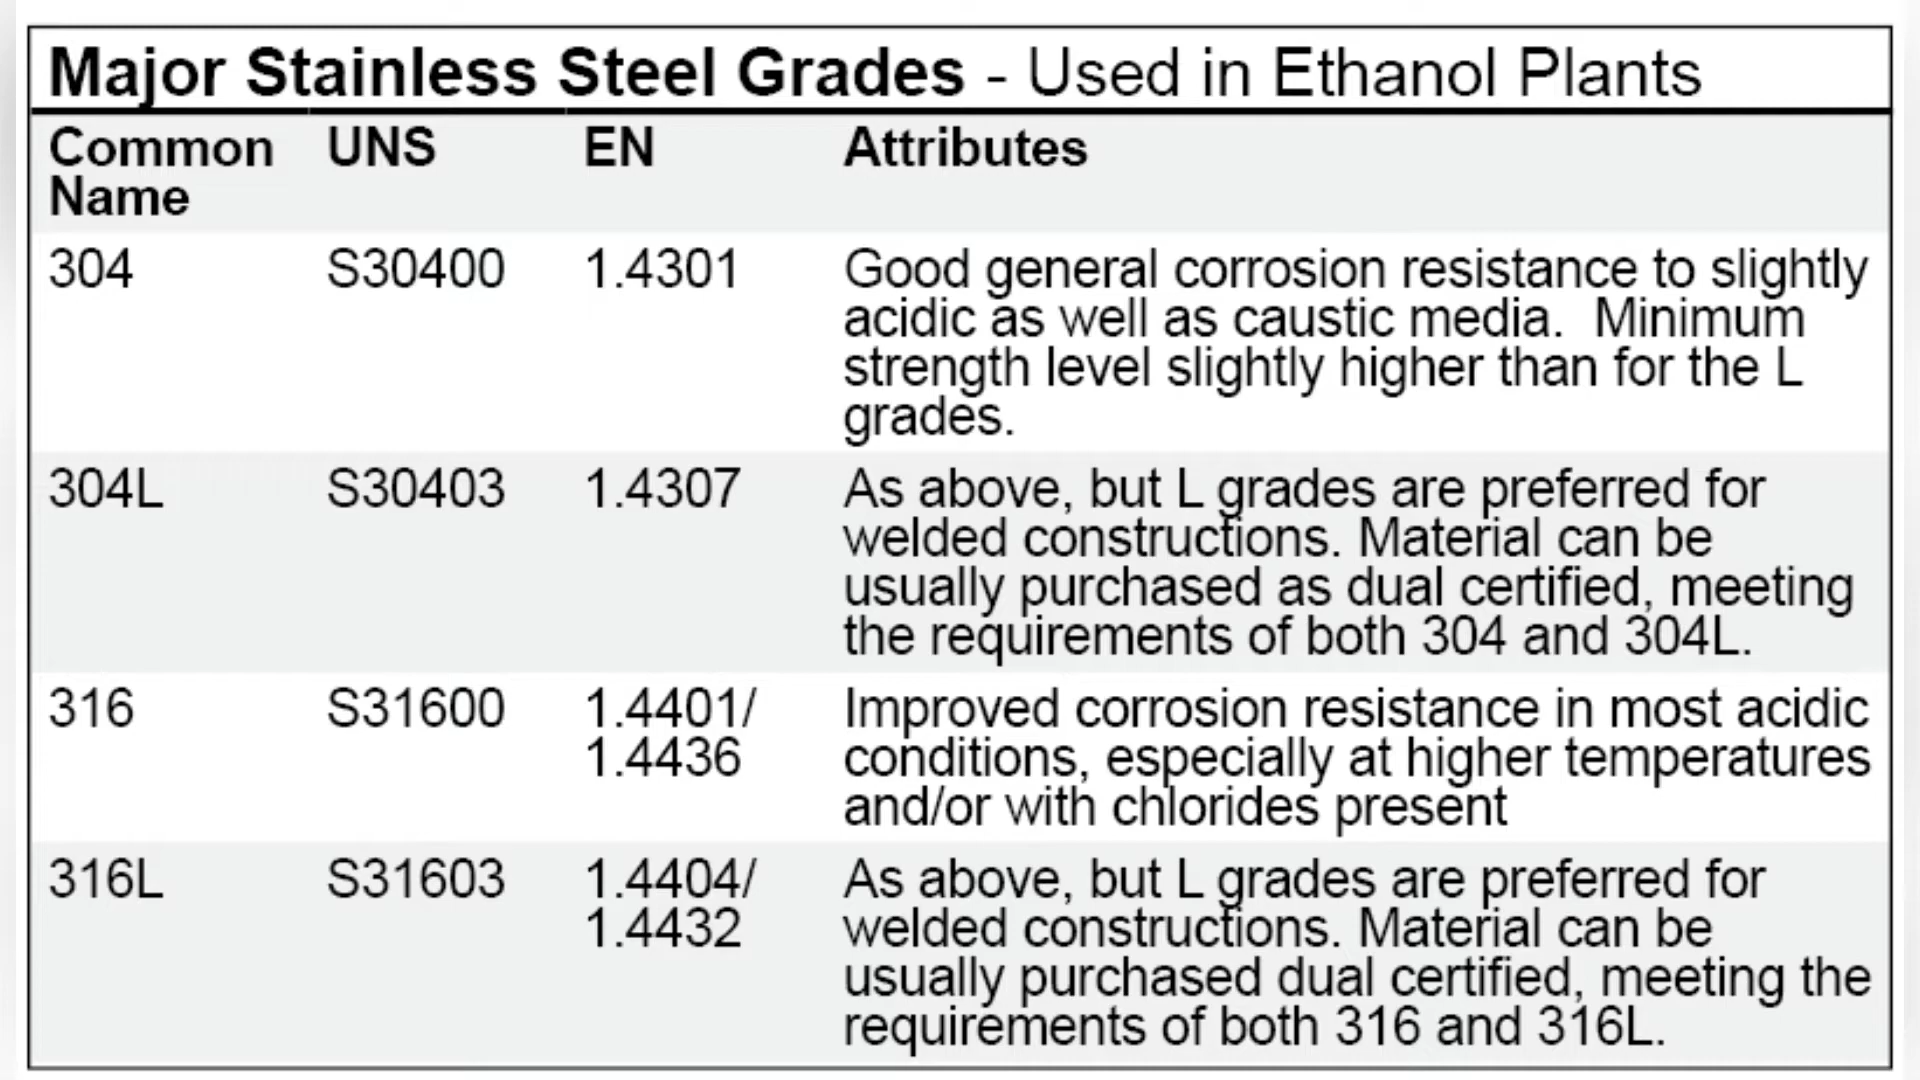 Major Stainless Steel Grades - Used in Ethanol Plants
Common Name UNS EN Attributes
304 S30400 1.4301 Good general corrosion resistance to slightly
acidic as well as caustic media. Minimum
strength level slightly higher than for the L
grades.
304L S30403 1.4307 As above, but L grades are preferred for
welded constructions. Material can be
usually purchased as dual certified, meeting
the requirements of both 304 and 304L.
316 S31600 1.4401/ Improved corrosion resistance in most acidic
1.4436 conditions, especially at higher temperatures
and/or with chlorides present
316L S31603 1.4404/ As above, but L grades are preferred for
1.4432 welded constructions. Material can be
usually purchased dual certified, meeting the
requirements of both 316 and 316L.